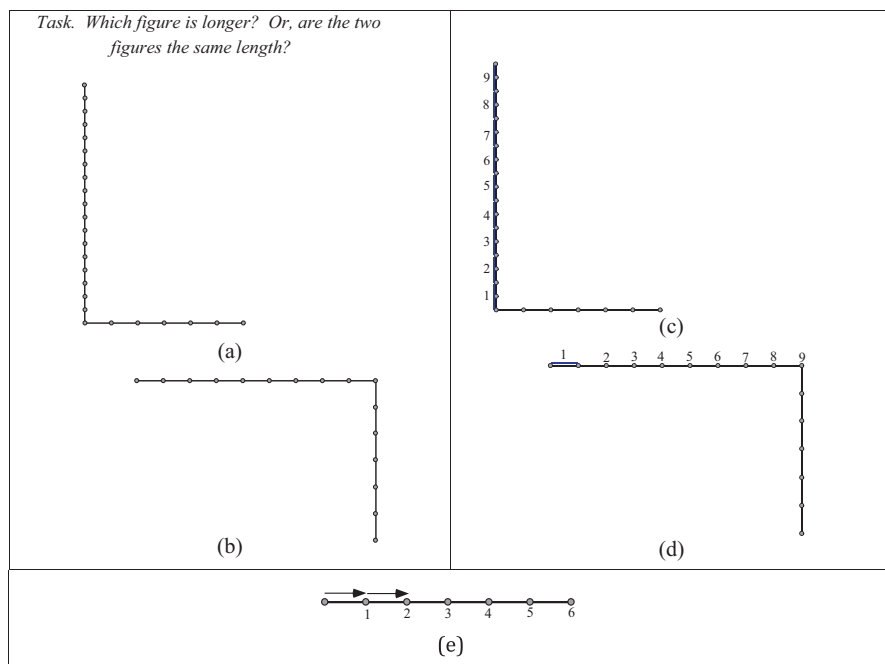 Task. Which figure is longer? Or, are the two
figures the same length?
(a)
(b)
9
8
7
6
5
4
3
2
1
(c)
1 2 3 4 5 6 7 8 9
(d)
1 2 3 4 5 6
(e)